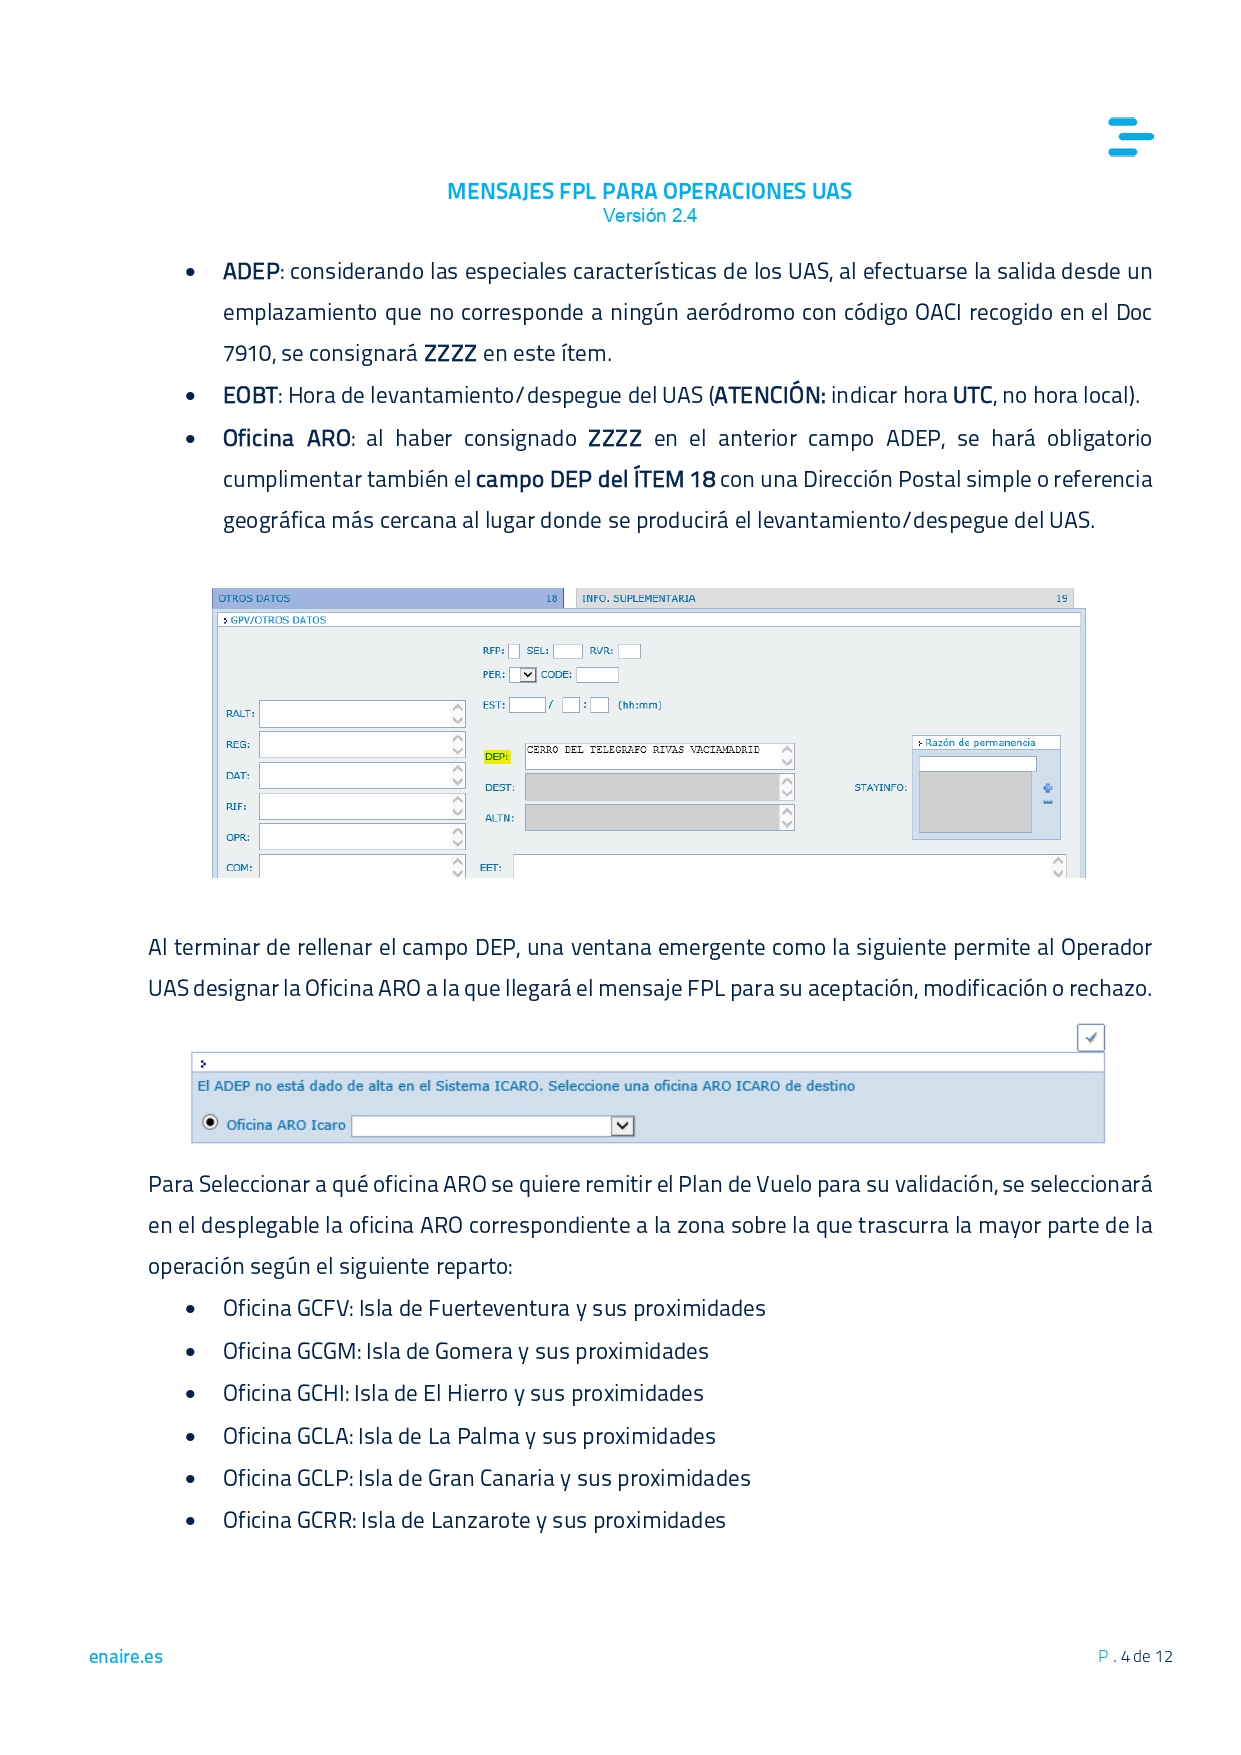 MENSAJES FPL PARA OPERACIONES UAS
Versión 2.4
• ADEP: considerando las especiales características de los UAS, al efectuarse la salida desde un
emplazamiento que no corresponde a ningún aeródromo con código OACI recogido en el Doc
7910, se consignará ZZZZ en este ítem.
• EOBT: Hora de levantamiento/despegue del UAS (ATENCIÓN: indicar hora UTC, no hora local).
• Oficina ARO: al haber consignado ZZZZ en el anterior campo ADEP, se hará obligatorio
cumplimentar también el campo DEP del ÍTEM 18 con una Dirección Postal simple o referencia
geográfica más cercana al lugar donde se producirá el levantamiento/despegue del UAS.
OTROS DATOS 18 INFO. SUPLEMENTARIA 19
GPV/OTROS DATOS
RFP: SEL: RVR:
PER: CODE:
EST: / : (hh:mm)
RALT:
REG:
DAT:
RIF:
OPR:
COM:
DEP: CERRO DEL TELEGRAFO RIVAS VACIAMADRID
DEST:
ALTN:
EET:
Razón de permanencia
STAYINFO:
Al terminar de rellenar el campo DEP, una ventana emergente como la siguiente permite al Operador
UAS designar la Oficina ARO a la que llegará el mensaje FPL para su aceptación, modificación o rechazo.
El ADEP no está dado de alta en el Sistema ICARO. Seleccione una oficina ARO ICARO de destino
Oficina ARO Icaro
Para Seleccionar a qué oficina ARO se quiere remitir el Plan de Vuelo para su validación, se seleccionará
en el desplegable la oficina ARO correspondiente a la zona sobre la que trascurra la mayor parte de la
operación según el siguiente reparto:
• Oficina GCFV: Isla de Fuerteventura y sus proximidades
• Oficina GCGM: Isla de Gomera y sus proximidades
• Oficina GCHI: Isla de El Hierro y sus proximidades
• Oficina GCLA: Isla de La Palma y sus proximidades
• Oficina GCLP: Isla de Gran Canaria y sus proximidades
• Oficina GCRR: Isla de Lanzarote y sus proximidades
enaire.es
P . 4 de 12